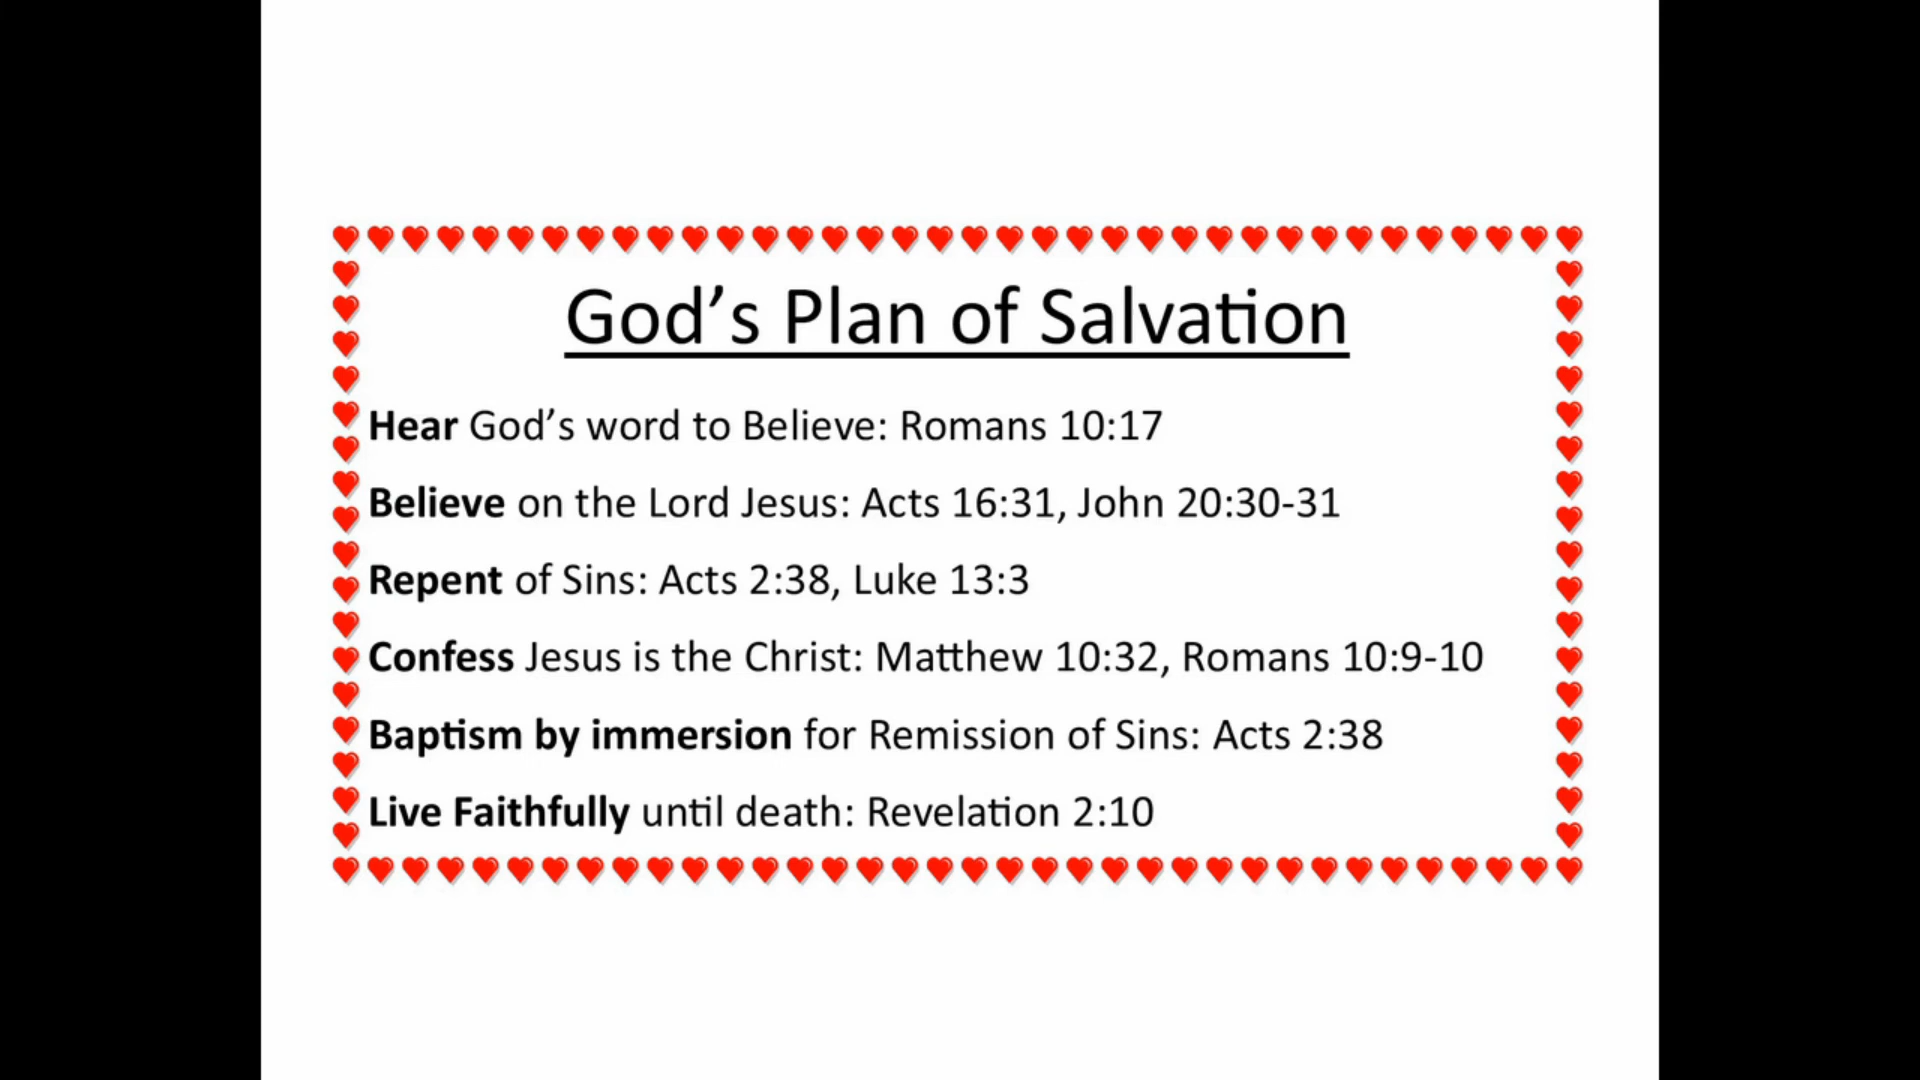 God’s Plan of Salvation
Hear God’s word to Believe: Romans 10:17
Believe on the Lord Jesus: Acts 16:31, John 20:30-31
Repent of Sins: Acts 2:38, Luke 13:3
Confess Jesus is the Christ: Matthew 10:32, Romans 10:9-10
Baptism by immersion for Remission of Sins: Acts 2:38
Live Faithfully until death: Revelation 2:10